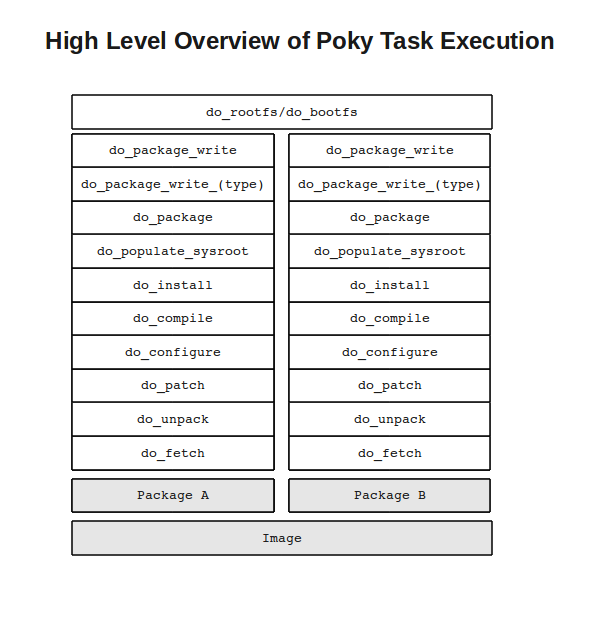 High Level Overview of Poky Task Execution
do_rootfs/do_bootfs
do_package_write
do_package_write_(type)
do_package
do_populate_sysroot
do_install
do_compile
do_configure
do_patch
do_unpack
do_fetch
Package A
do_package_write
do_package_write_(type)
do_package
do_populate_sysroot
do_install
do_compile
do_configure
do_patch
do_unpack
do_fetch
Package B
Image